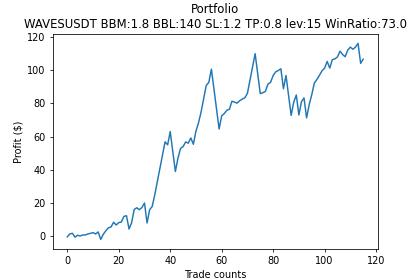 Portfolio
WAVESUSDT BBM:1.8 BBL:140 SL:1.2 TP:0.8 lev:15 WinRatio:73.0
120
100
80
60
40
20
0
Profit ($)
0 20 40 60 80 100 120
Trade counts